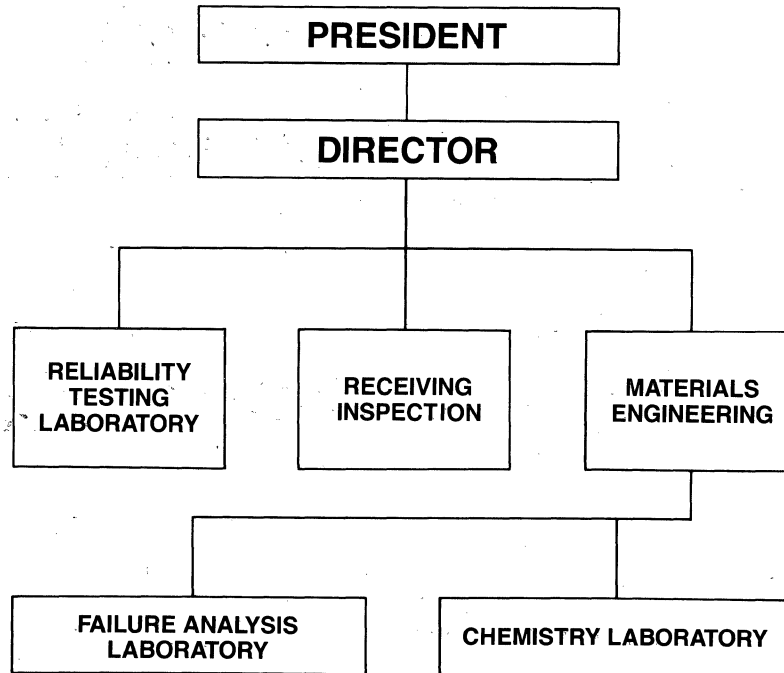 PRESIDENT
DIRECTOR
RELIABILITY
TESTING
LABORATORY
RECEIVING
INSPECTION
MATERIALS
ENGINEERING
FAILURE ANALYSIS
LABORATORY
CHEMISTRY LABORATORY